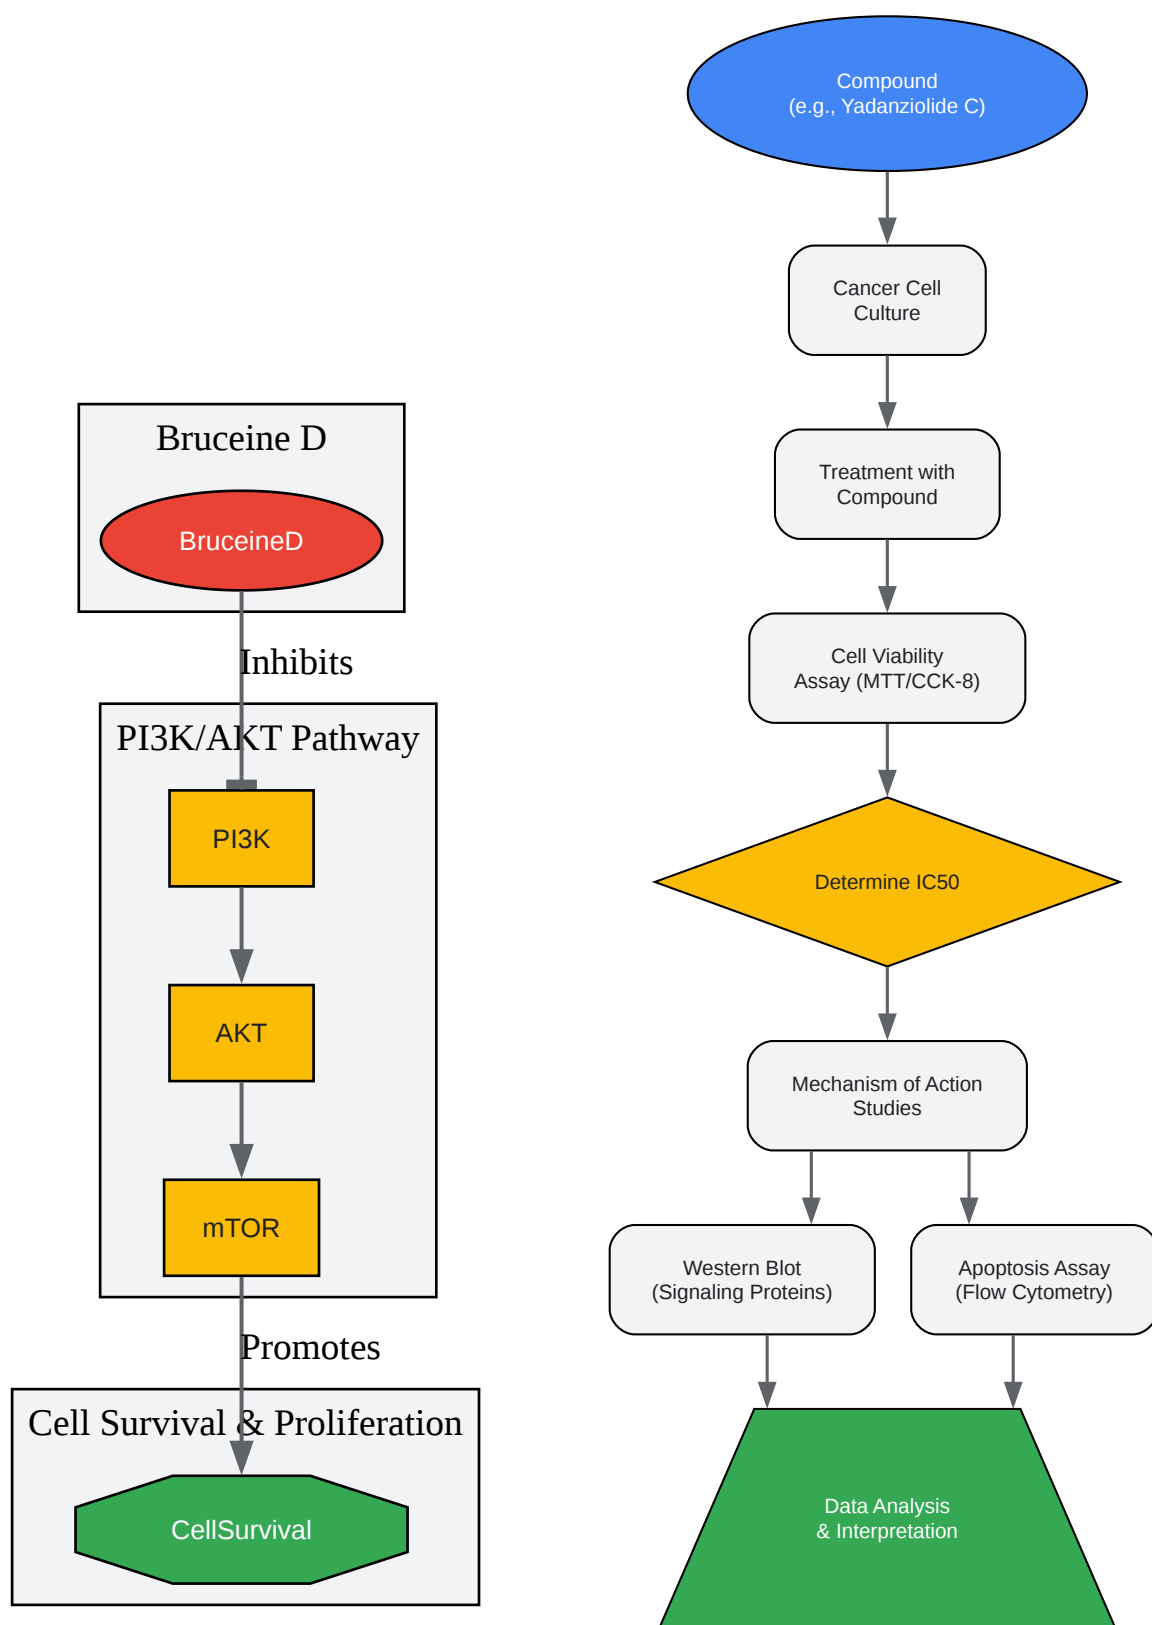 Bruceine D
BruceineD
Inhibits
PI3K/AKT Pathway
PI3K
AKT
mTOR
Promotes
Cell Survival & Proliferation
CellSurvival
Compound
(e.g., Yadanziolide C)
Cancer Cell
Culture
Treatment with
Compound
Cell Viability
Assay (MTT/CCK-8)
Determine IC50
Mechanism of Action
Studies
Western Blot
(Signaling Proteins)
Apoptosis Assay
(Flow Cytometry)
Data Analysis
& Interpretation